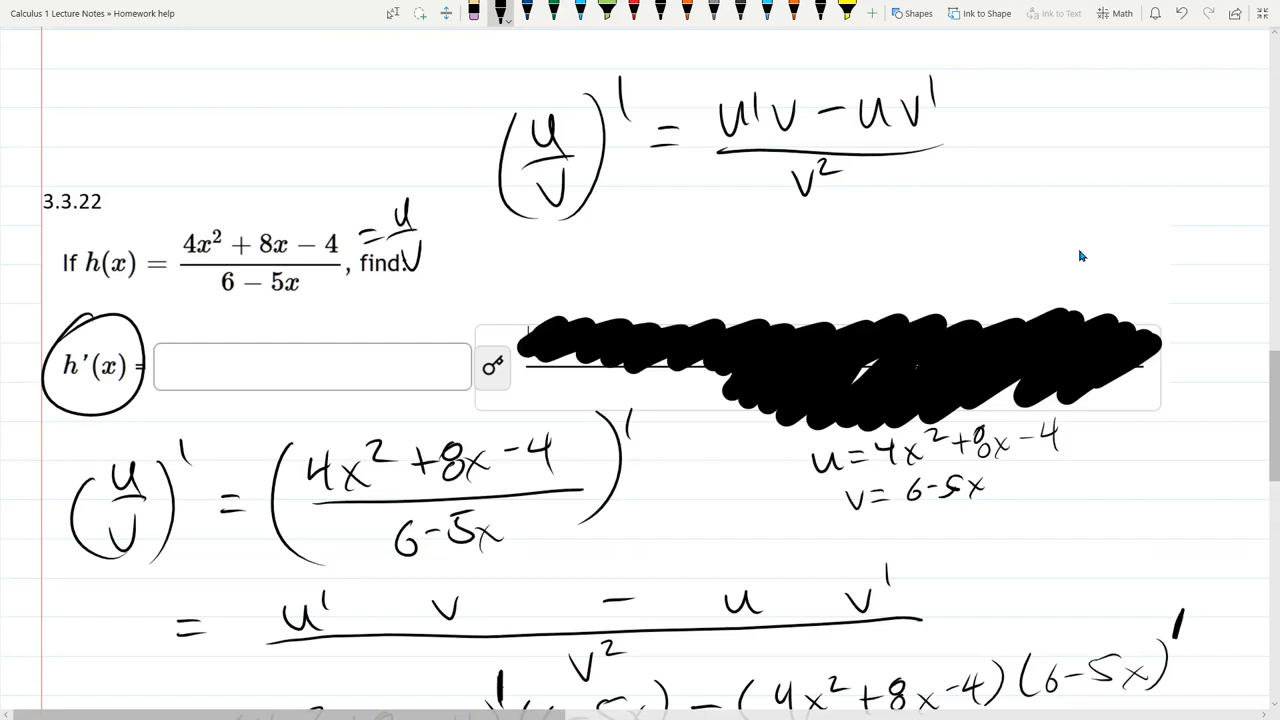 Calculus 1 Lecture Notes » Homework help
Shapes Ink to Shape Ink to Text Math
(u/v)' = (u'v - uv')/v²
3.3.22
If h(x) = (4x² + 8x − 4)/(6 − 5x), find: = u/v
h'(x) =
u = 4x² + 8x - 4
v = 6 - 5x
(u/v)' = ((4x² + 8x - 4)/(6 - 5x))'
= (u' v - u v')/v²
- (4x² + 8x - 4)(6 - 5x)'